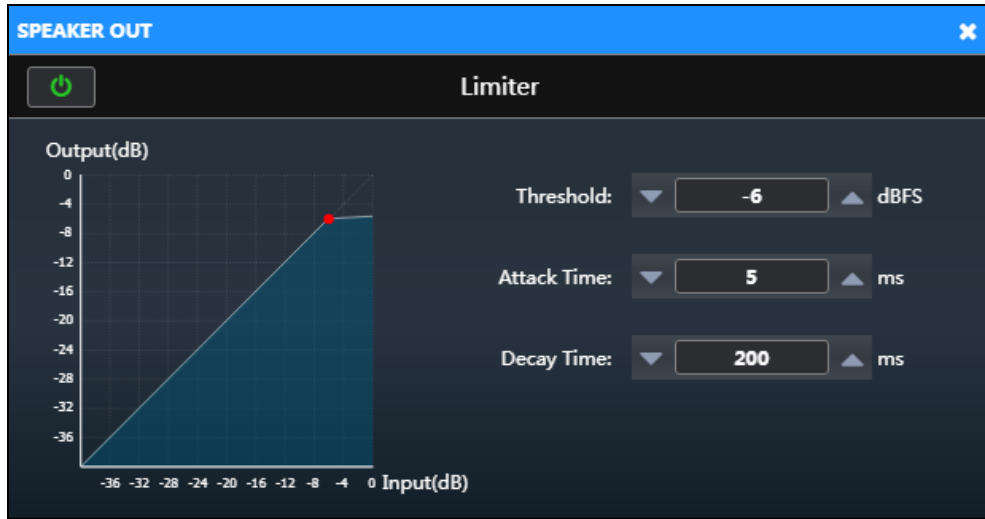 SPEAKER OUT
Limiter
Output(dB)
0
-4
-8
-12
-16
-20
-24
-28
-32
-36
-36 -32 -28 -24 -20 -16 -12 -8 -4 0 Input(dB)
Threshold: -6 dBFS
Attack Time: 5 ms
Decay Time: 200 ms